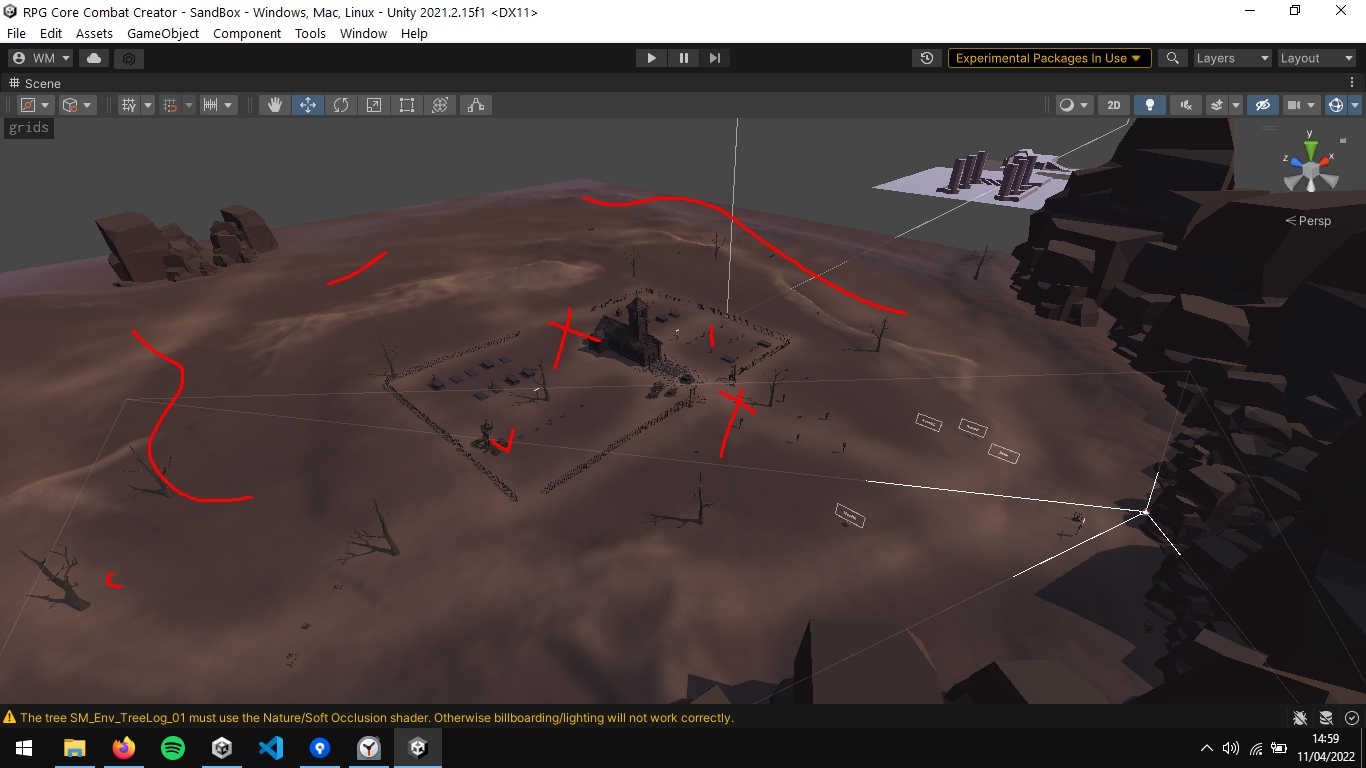 RPG Core Combat Creator - SandBox - Windows, Mac, Linux - Unity 2021.2.15f1 <DX11>
File Edit Assets GameObject Component Tools Window Help
WM Experimental Packages In Use Layers Layout
Scene
2D
grids
y
z x
Persp
The tree SM_Env_TreeLog_01 must use the Nature/Soft Occlusion shader. Otherwise billboarding/lighting will not work correctly.
14:59
11/04/2022